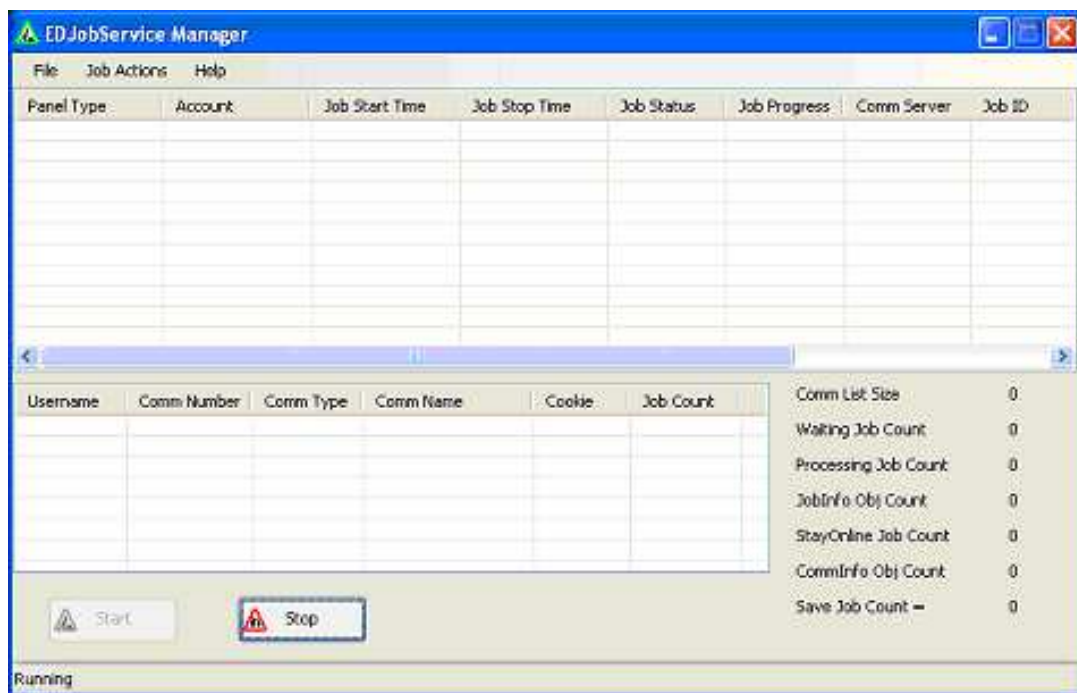 EDJobService Manager
File Job Actions Help
Panel Type Account Job Start Time Job Stop Time Job Status Job Progress Comm Server Job ID
Username Comm Number Comm Type Comm Name Cookie Job Count
Comm List Size 0
Waiting Job Count 0
Processing Job Count 0
JobInfo Obj Count 0
StayOnline Job Count 0
CommInfo Obj Count 0
Save Job Count = 0
Start Stop
Running